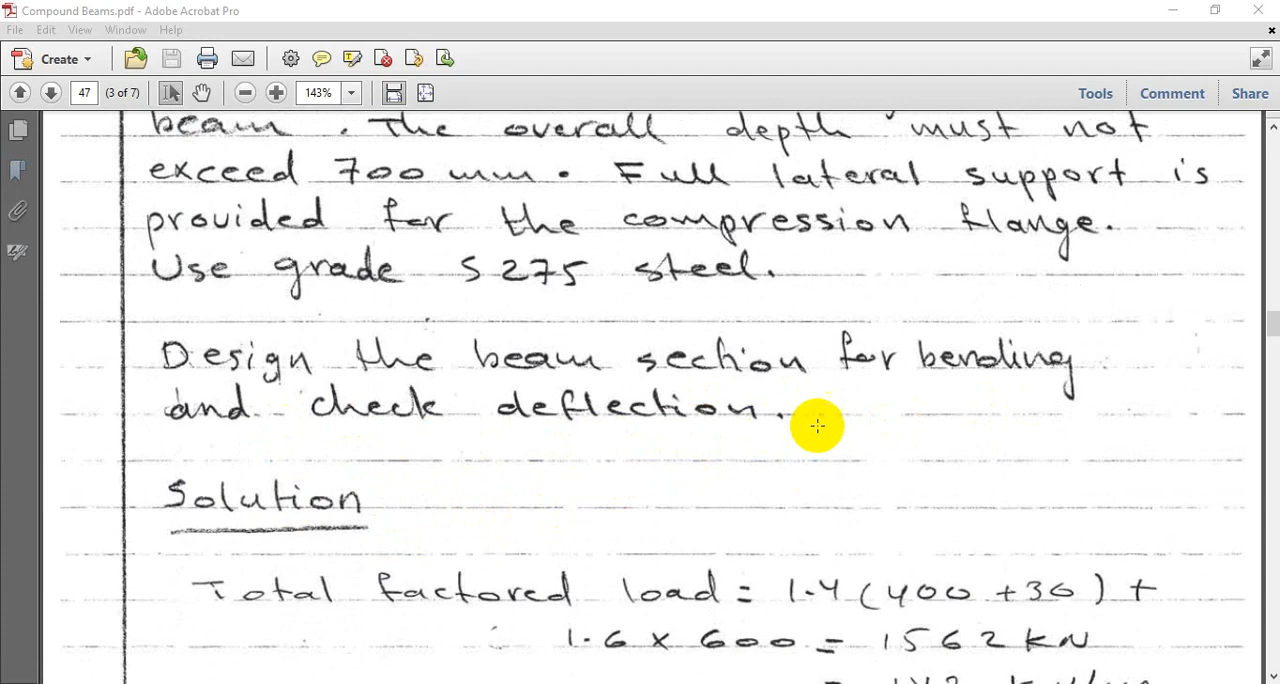 Compound Beams.pdf - Adobe Acrobat Pro
File Edit View Window Help
Create
47 (3 of 7) 143% Tools Comment Share
beam. The overall depth must not
exceed 700 mm. Full lateral support is
provided for the compression flange.
Use grade S275 steel.
Design the beam section for bending
and check deflection.
Solution
Total factored load = 1.4 (400 +30) +
1.6 x 600 = 1562 kN